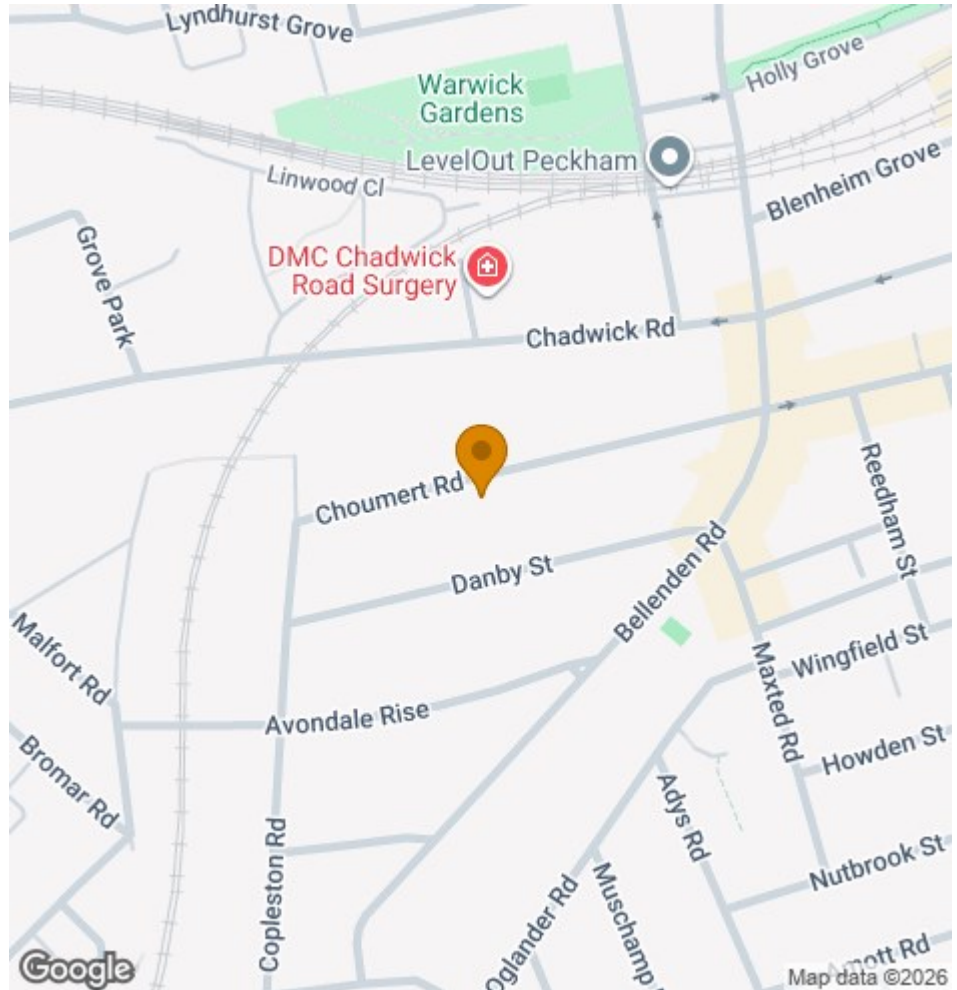 Lyndhurst Grove
Holly Grove
Warwick
Gardens
LevelOut Peckham
Blenheim Grove
Linwood Cl
Grove Park
DMC Chadwick
Road Surgery
Chadwick Rd
Choumert Rd
Reedham St
Danby St
Bellenden Rd
Malfort Rd
Wingfield St
Maxted Rd
Avondale Rise
Howden St
Bromar Rd
Adys Rd
Copleston Rd
Nutbrook St
Oglander Rd
Muschamp
Amott Rd
Google
Map data ©2026